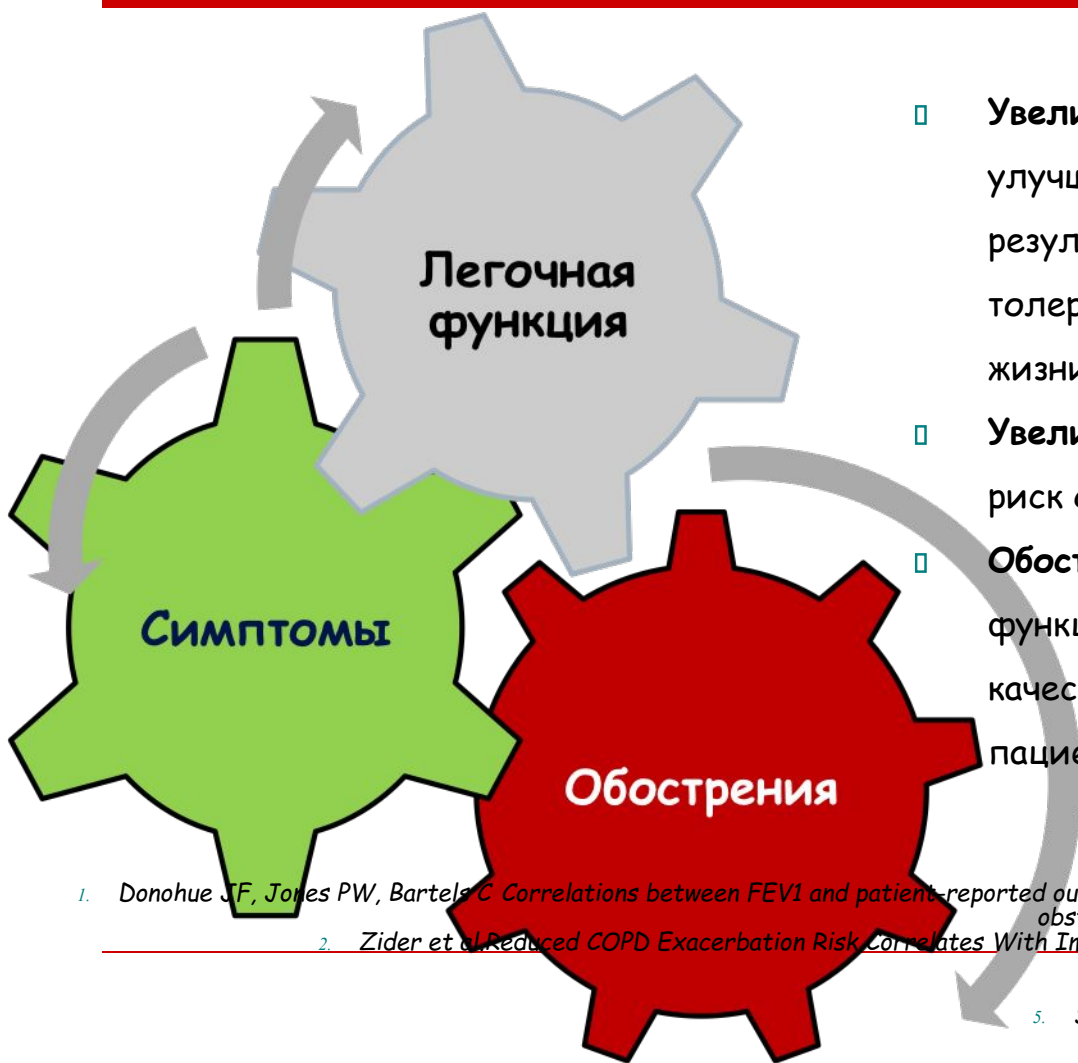 Легочная
функция
Симптомы
Обострения
Увели
улучш
резул
толер
жизни
Увели
риск
Обост
функц
качес
пацие
1. Donohue JF, Jones PW, Bartels C Correlations between FEV1 and patient-reported ou
obst
2. Zider et al.Reduced COPD Exacerbation Risk Correlates With Im
5.